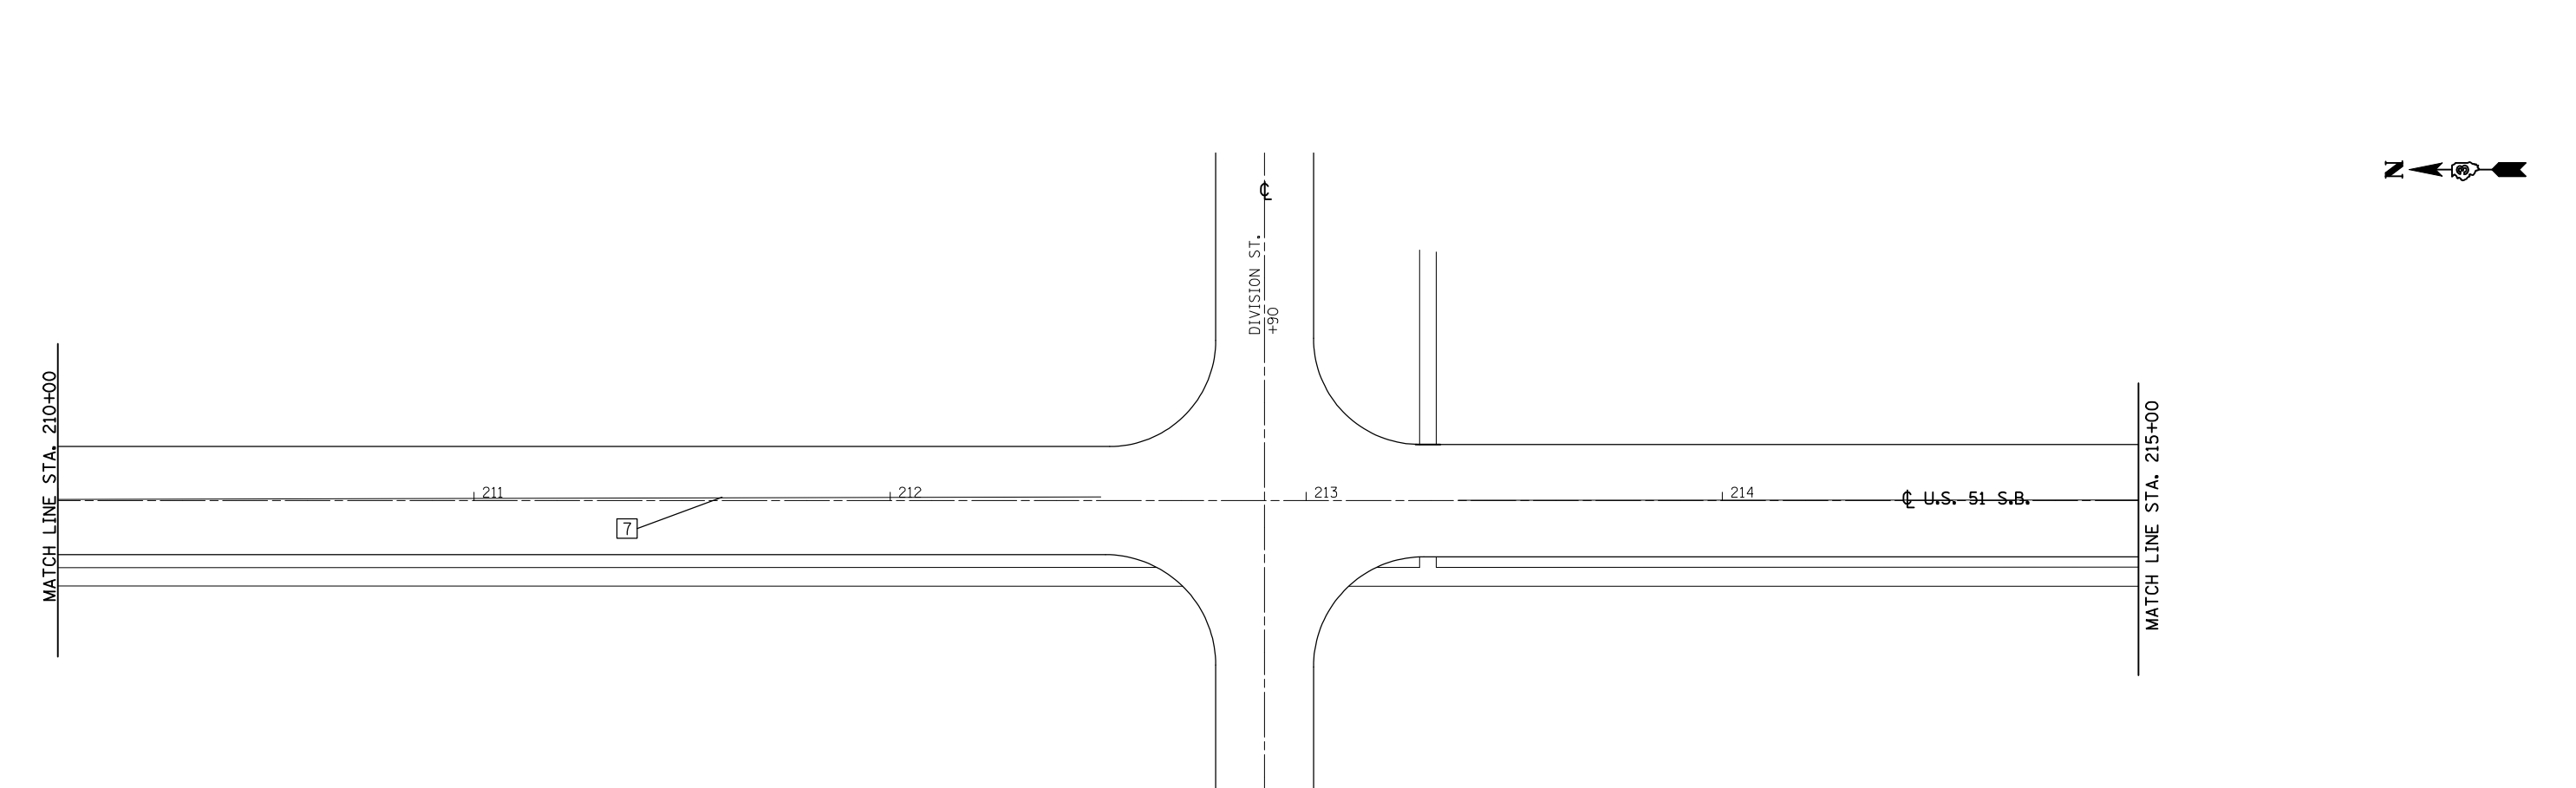 N
3
℄
DIVISION ST.
+90
MATCH LINE STA. 210+00
211
212
213
214
℄ U.S. 51 S.B.
MATCH LINE STA. 215+00
7